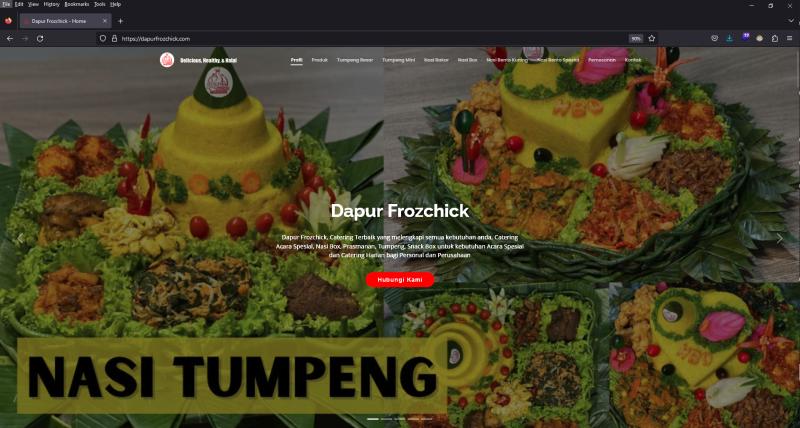 File Edit View History Bookmarks Tools Help
Dapur Frozchick - Home
https://dapurfrozchick.com
90%
Delicious, Healthy, & Halal
Profil Produk Tumpeng Besar Tumpeng Mini Nasi Bakar Nasi Box Nasi Bento Kuning Nasi Bento Spesial Pemesanan Kontak
HBD
Dapur Frozchick
Dapur Frozchick, Catering Terbaik yang melengkapi semua kebutuhan anda, Catering
Acara Spesial, Nasi Box, Prasmanan, Tumpeng, Snack Box untuk kebutuhan Acara Spesial
dan Catering Harian bagi Personal dan Perusahaan
Hubungi Kami
HBD
NASI TUMPENG